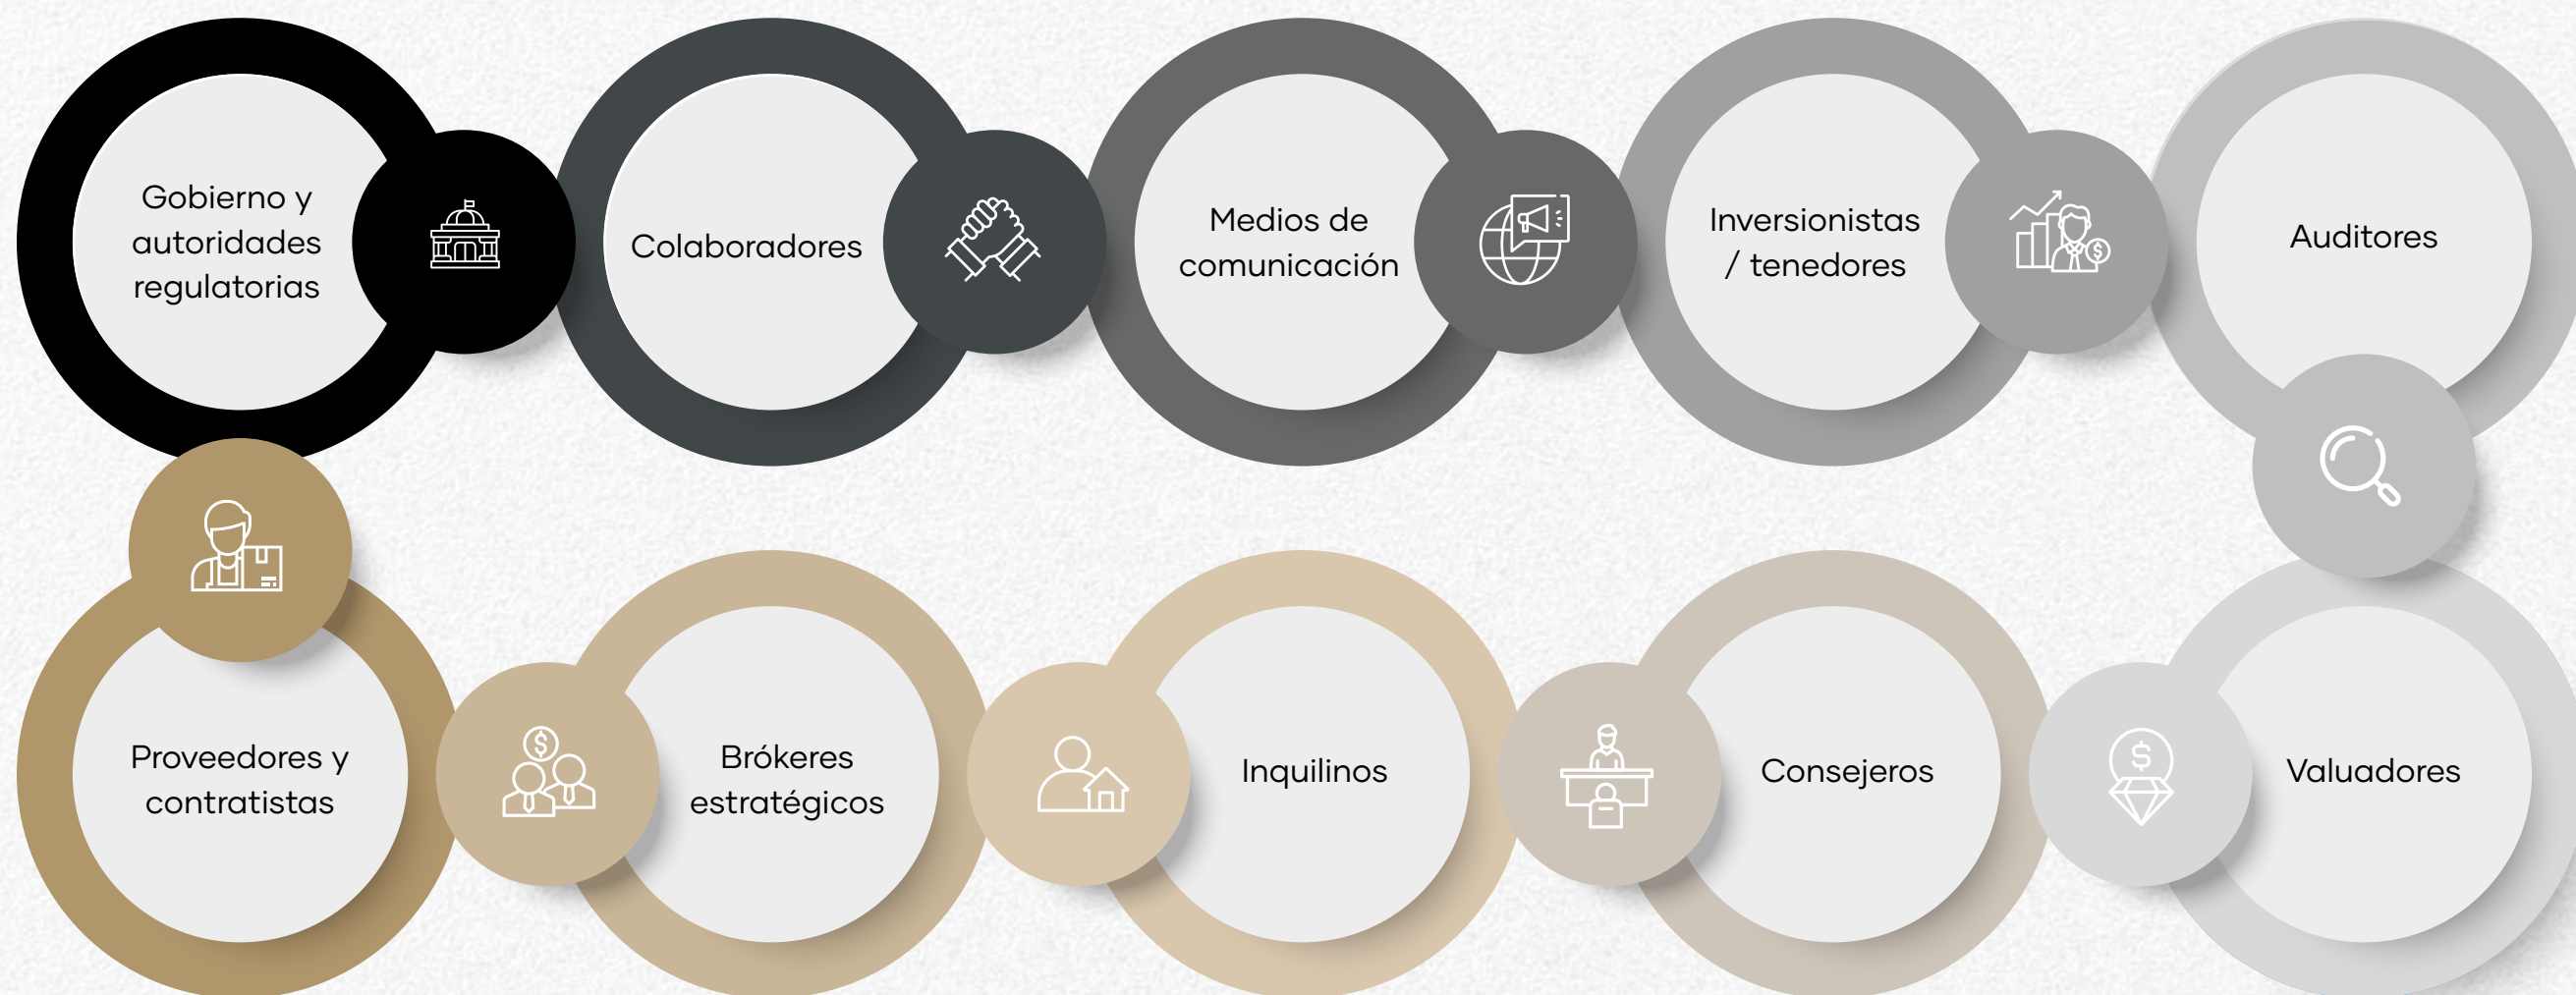 Gobierno y
autoridades
regulatorias
Colaboradores
Medios de
comunicación
Inversionistas
/ tenedores
Auditores
Proveedores y
contratistas
Brókeres
estratégicos
Inquilinos
Consejeros
Valuadores